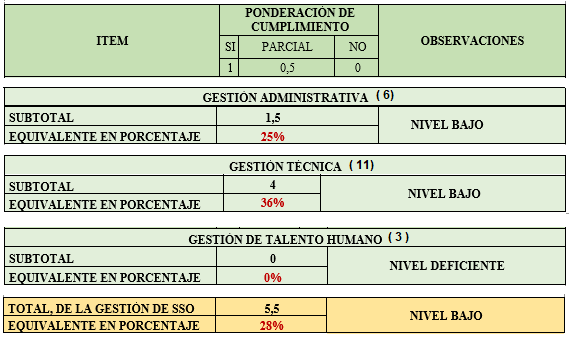 ITEM
PONDERACIÓN DE
CUMPLIMIENTO
OBSERVACIONES
SI PARCIAL NO
1 0,5 0
GESTIÓN ADMINISTRATIVA ( 6 )
SUBTOTAL 1,5
NIVEL BAJO
EQUIVALENTE EN PORCENTAJE 25%
GESTIÓN TÉCNICA ( 11)
SUBTOTAL 4
NIVEL BAJO
EQUIVALENTE EN PORCENTAJE 36%
GESTIÓN DE TALENTO HUMANO ( 3 )
SUBTOTAL 0
NIVEL DEFICIENTE
EQUIVALENTE EN PORCENTAJE 0%
TOTAL, DE LA GESTIÓN DE SSO 5,5
NIVEL BAJO
EQUIVALENTE EN PORCENTAJE 28%